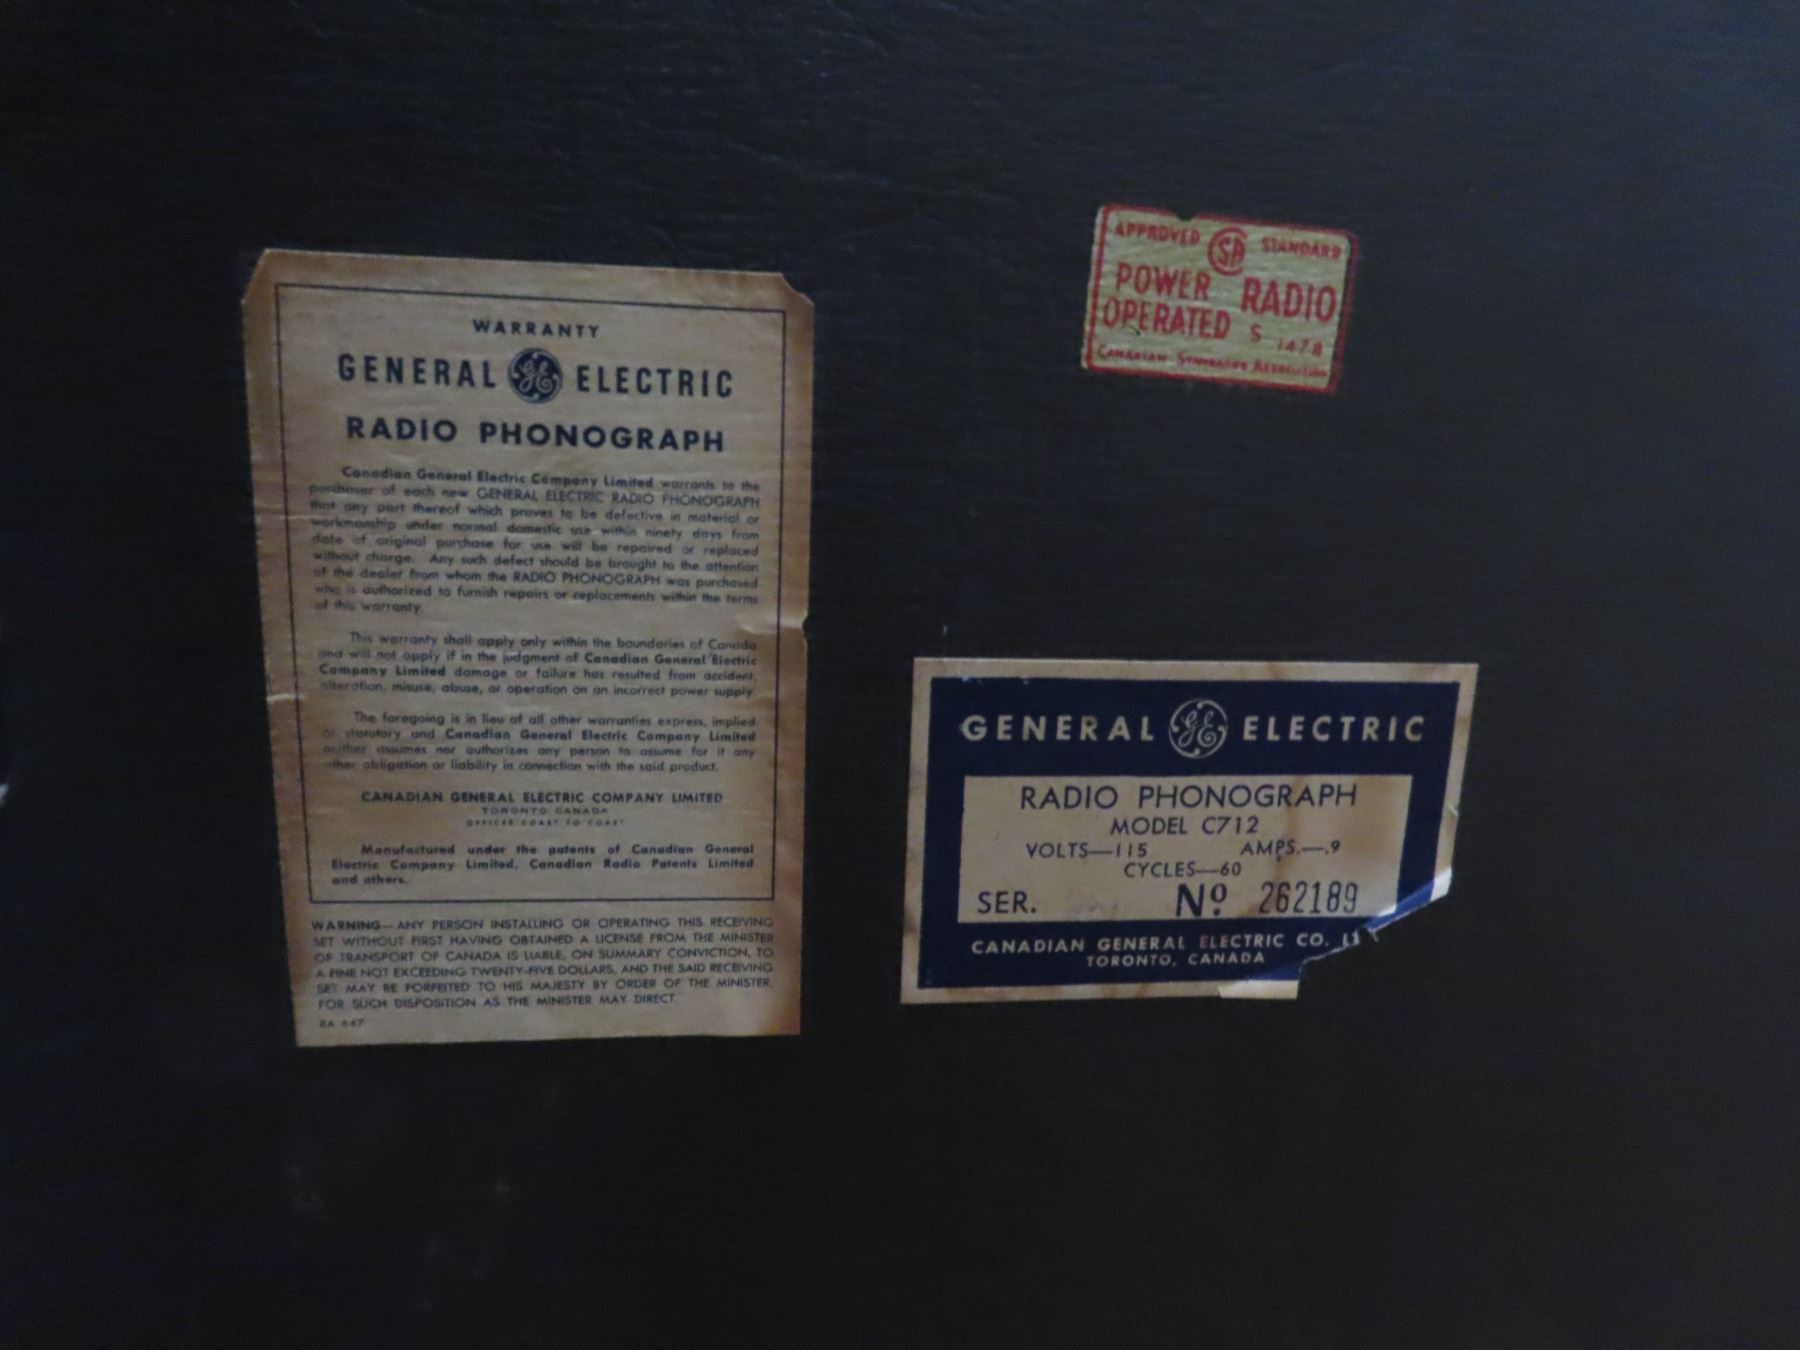 WARRANTY
GENERAL GE ELECTRIC
RADIO PHONOGRAPH
Canadian General Electric Company Limited warrants to the
purchaser of each new GENERAL ELECTRIC RADIO PHONOGRAPH
that any part thereof which proves to be defective in material or
workmanship under normal domestic use within ninety days from
date of original purchase for use will be repaired or replaced
without charge. Any such defect should be brought to the attention
of the dealer from whom the RADIO PHONOGRAPH was purchased
who is authorized to furnish repairs or replacements within the terms
of this warranty.
This warranty shall apply only within the boundaries of Canada
and will not apply if in the judgment of Canadian General Electric
Company Limited damage or failure has resulted from accident,
alteration, misuse, abuse, or operation on an incorrect power supply.
The foregoing is in lieu of all other warranties express, implied
or statutory and Canadian General Electric Company Limited
neither assumes nor authorizes any person to assume for it any
other obligation or liability in connection with the said product.
CANADIAN GENERAL ELECTRIC COMPANY LIMITED
TORONTO CANADA
OFFICES COAST TO COAST
Manufactured under the patents of Canadian General
Electric Company Limited, Canadian Radio Patents Limited
and others.
WARNING—ANY PERSON INSTALLING OR OPERATING THIS RECEIVING
SET WITHOUT FIRST HAVING OBTAINED A LICENSE FROM THE MINISTER
OF TRANSPORT OF CANADA IS LIABLE, ON SUMMARY CONVICTION, TO
A FINE NOT EXCEEDING TWENTY-FIVE DOLLARS, AND THE SAID RECEIVING
SET MAY BE FORFEITED TO HIS MAJESTY BY ORDER OF THE MINISTER,
FOR SUCH DISPOSITION AS THE MINISTER MAY DIRECT.
RA 647
APPROVED CSA STANDARD
POWER RADIO
OPERATED S 1478
CANADIAN STANDARDS ASSOCIATION
GENERAL GE ELECTRIC
RADIO PHONOGRAPH
MODEL C712
VOLTS—115 AMPS.—.9
CYCLES—60
SER. Nº 262189
CANADIAN GENERAL ELECTRIC CO.
TORONTO, CANADA